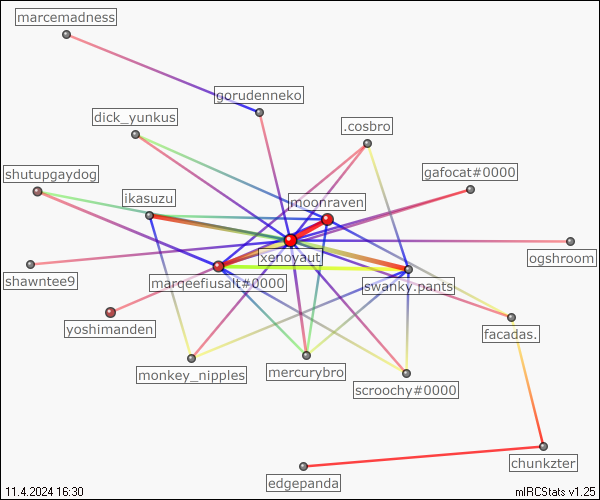 marcemadness
gorudenneko
dick_yunkus
.cosbro
gafocat#0000
shutupgaydog
ikasuzu
moonraven
xenoyaut
ogshroom
shawntee9
marqeefiusalt#0000
swanky.pants
yoshimanden
facadas.
monkey_nipples
mercurybro
scroochy#0000
chunkzter
edgepanda
11.4.2024 16:30
mIRCStats v1.25